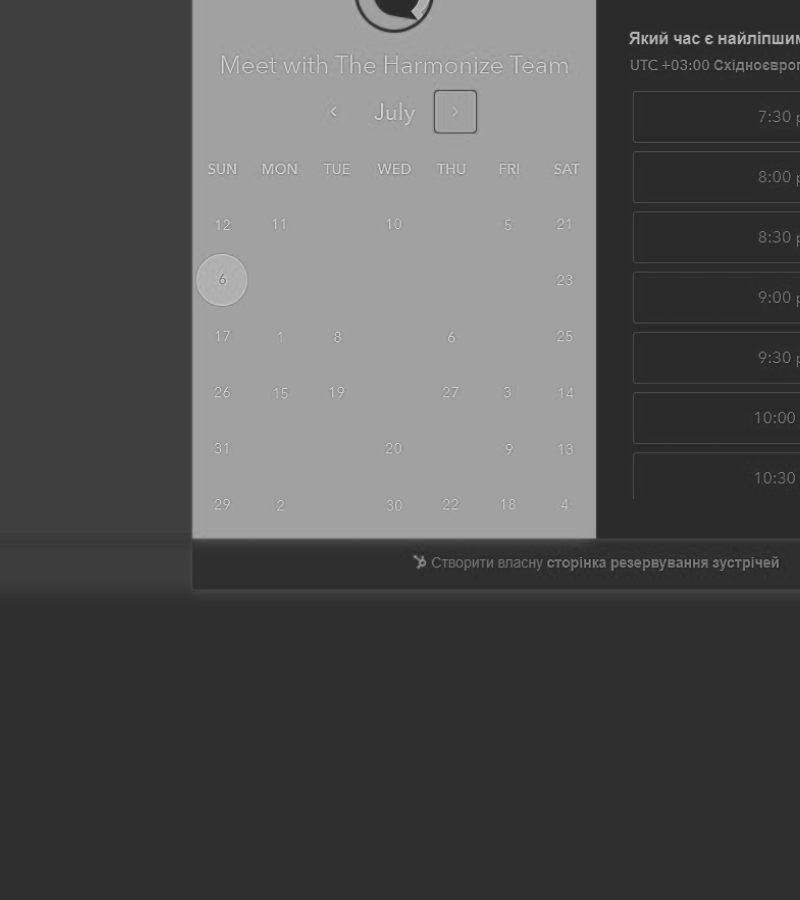 Meet with The Harmonize Team
July
SUN MON TUE WED THU FRI SAT
12 11 10 5 21
6 23
17 1 8 6 25
26 15 19 27 3 14
31 20 9 13
29 2 30 22 18 4
Який час є
UTC +03:00
7:30
8:00
8:30
9:00
9:30
10:00
10:30
Створити власну сторінка резервування зустрічей